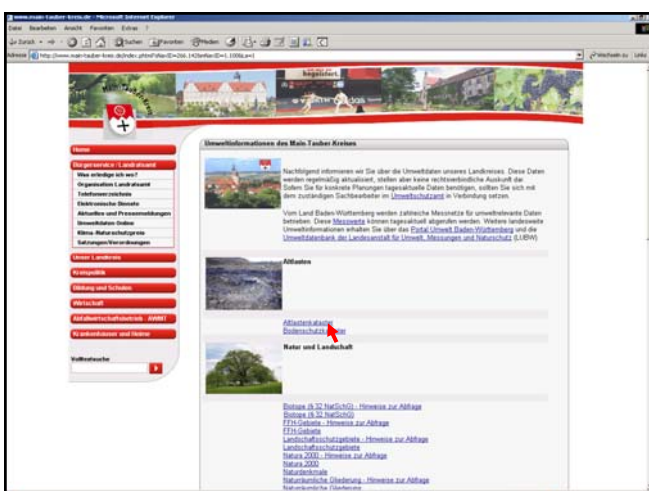 www.main-tauber-kreis.de - Microsoft Internet Explorer
Datei Bearbeiten Ansicht Favoriten Extras ?
Zurück Suchen Favoriten Medien
Adresse Wechseln zu Links
begeistert.
Main-Tauber-Kreis
Home
Bürgerservice / Landratsamt
Was erledige ich wo?
Organisation Landratsamt
Telefonverzeichnis
Elektronische Dienste
Aktuelles und Pressemeldungen
Umweltdaten Online
Klima-/Naturschutzpreis
Satzungen/Verordnungen
Unser Landkreis
Kreispolitik
Bildung und Schulen
Wirtschaft
Abfallwirtschaftsbetrieb - AWMT
Krankenhäuser und Heime
Volltextsuche
Umweltinformationen des Main-Tauber-Kreises
Nachfolgend informieren wir Sie über die Umweltdaten unseres Landkreises. Diese Daten
werden regelmäßig aktualisiert, stellen aber keine rechtsverbindliche Auskunft dar.
Sofern Sie für konkrete Planungen tagesaktuelle Daten benötigen, sollten Sie sich mit
dem zuständigen Sachbearbeiter im Umweltschutzamt in Verbindung setzen.
Vom Land Baden-Württemberg werden zahlreiche Messnetze für umweltrelevante Daten
betrieben. Diese Messwerte können tagesaktuell abgerufen werden. Weitere landesweite
Umweltinformationen erhalten Sie über das Portal Umwelt Baden-Württemberg und die
Umweltdatenbank der Landesanstalt für Umwelt, Messungen und Naturschutz (LUBW)
Altlasten
Altlastenkataster
Bodenschutzkataster
Natur und Landschaft
Biotope (§ 32 NatSchG) - Hinweise zur Abfrage
Biotope (§ 32 NatSchG)
FFH-Gebiete - Hinweise zur Abfrage
FFH-Gebiete
Landschaftsschutzgebiete - Hinweise zur Abfrage
Landschaftsschutzgebiete
Natura 2000 - Hinweise zur Abfrage
Natura 2000
Naturdenkmale
Naturräumliche Gliederung - Hinweise zur Abfrage
Naturräumliche Gliederung